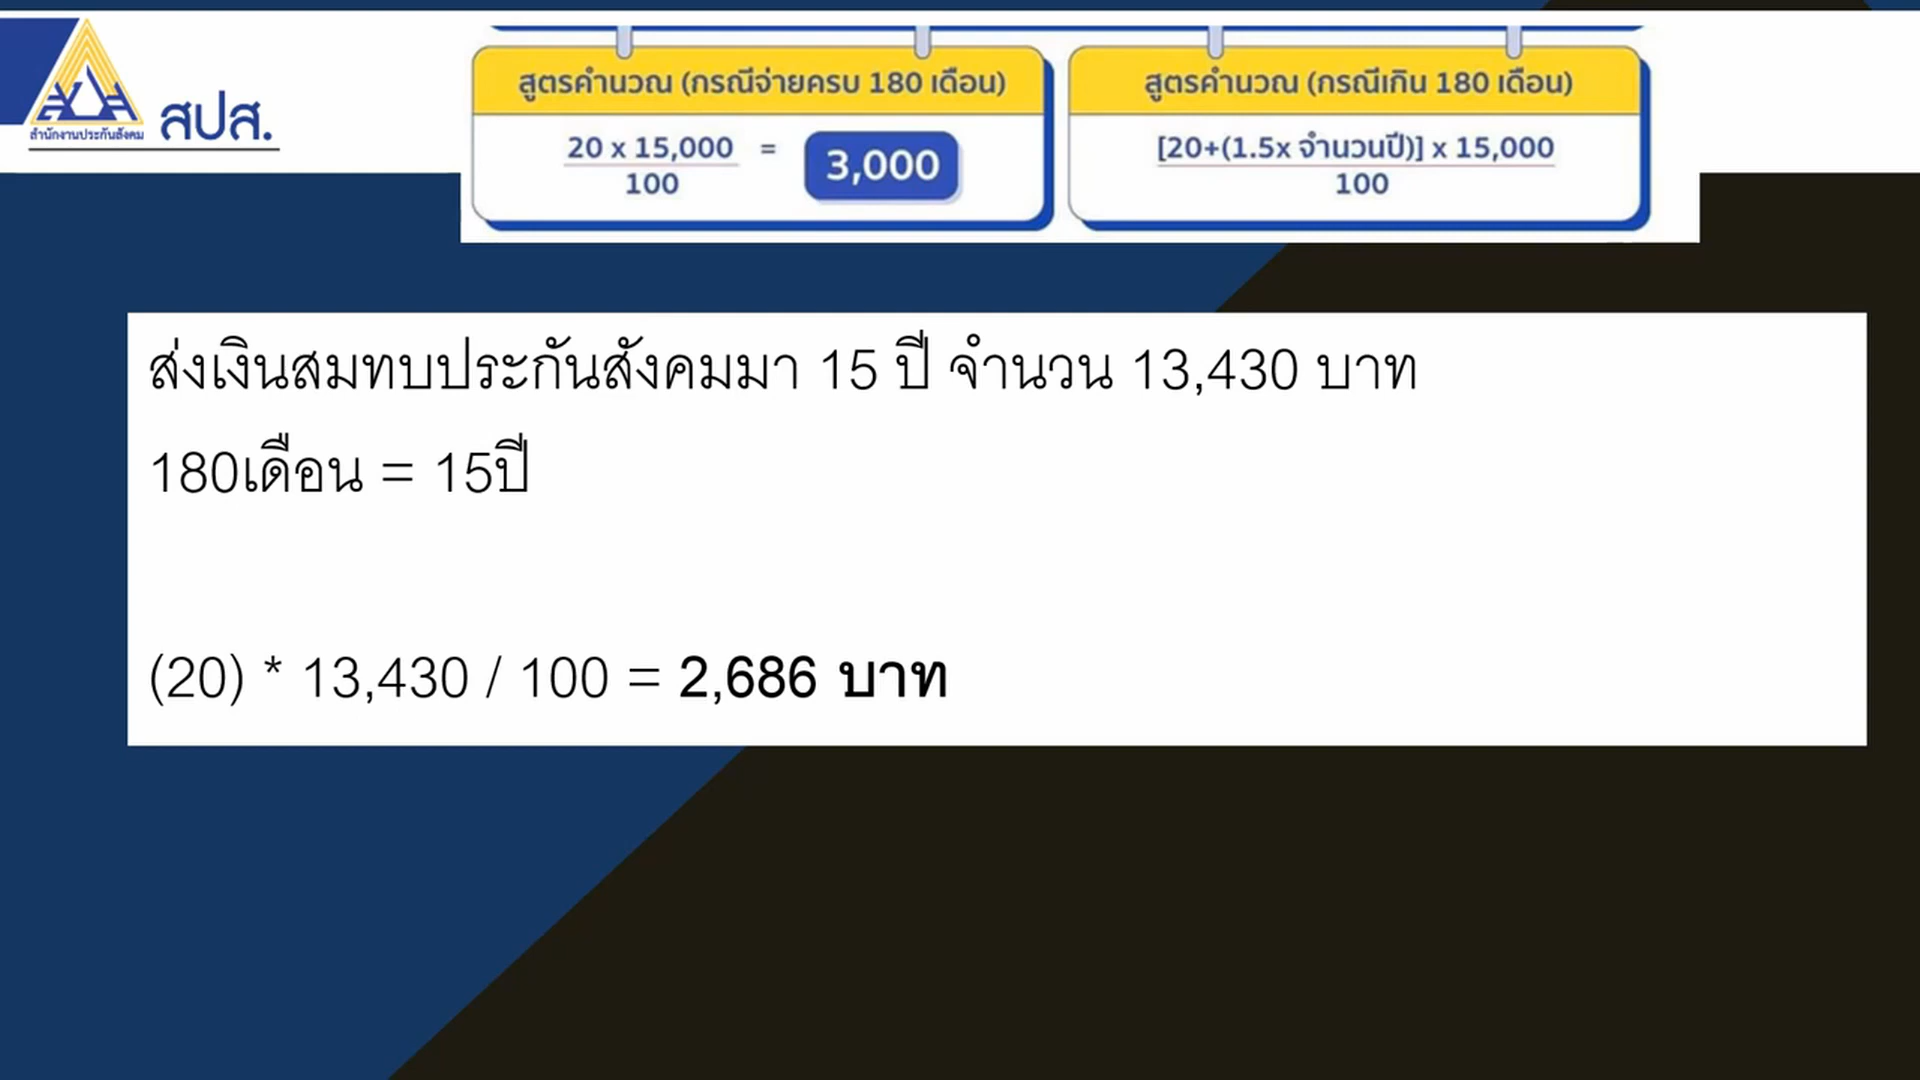 สำนักงานประกันสังคม
สปส.
สูตรคำนวณ (กรณีจ่ายครบ 180 เดือน)
20 x 15,000 = 3,000
100
สูตรคำนวณ (กรณีเกิน 180 เดือน)
[20+(1.5x จำนวนปี)] x 15,000
100
ส่งเงินสมทบประกันสังคมมา 15 ปี จำนวน 13,430 บาท
180เดือน = 15ปี
(20) * 13,430 / 100 = 2,686 บาท